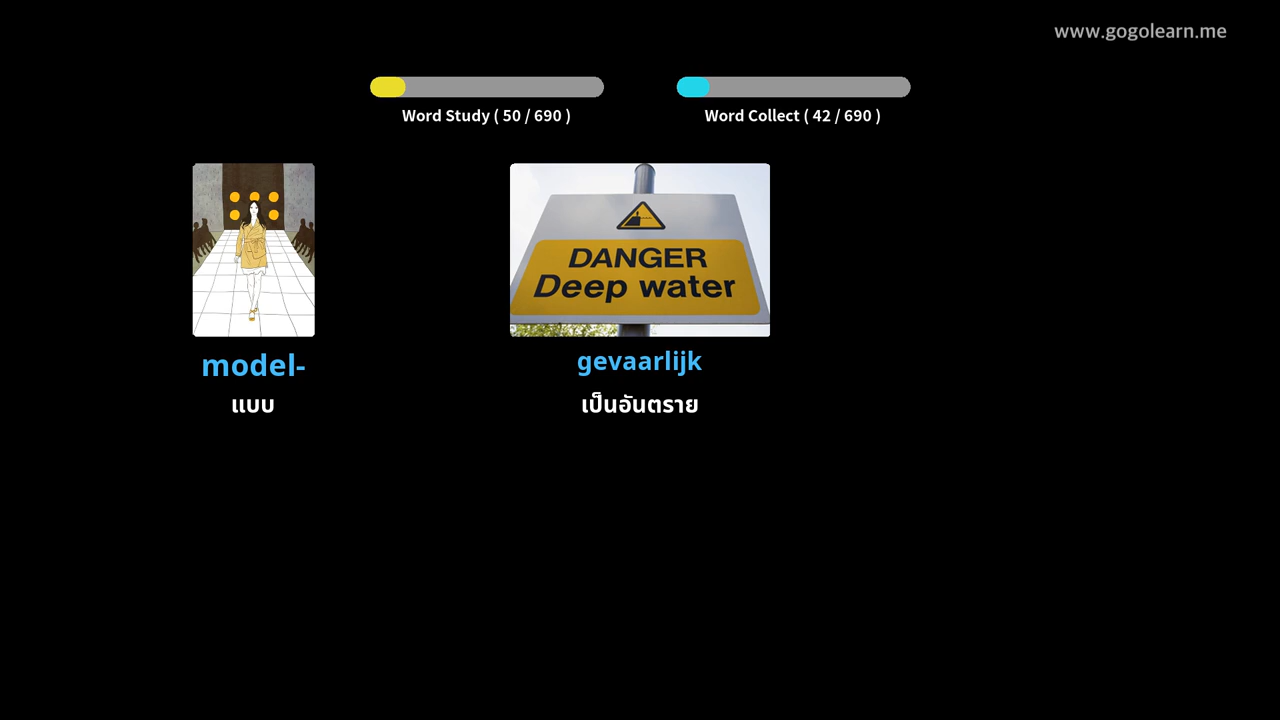 www.gogolearn.me
Word Study ( 50 / 690 )
Word Collect ( 42 / 690 )
DANGER
Deep water
model-
แบบ
gevaarlijk
เป็นอันตราย